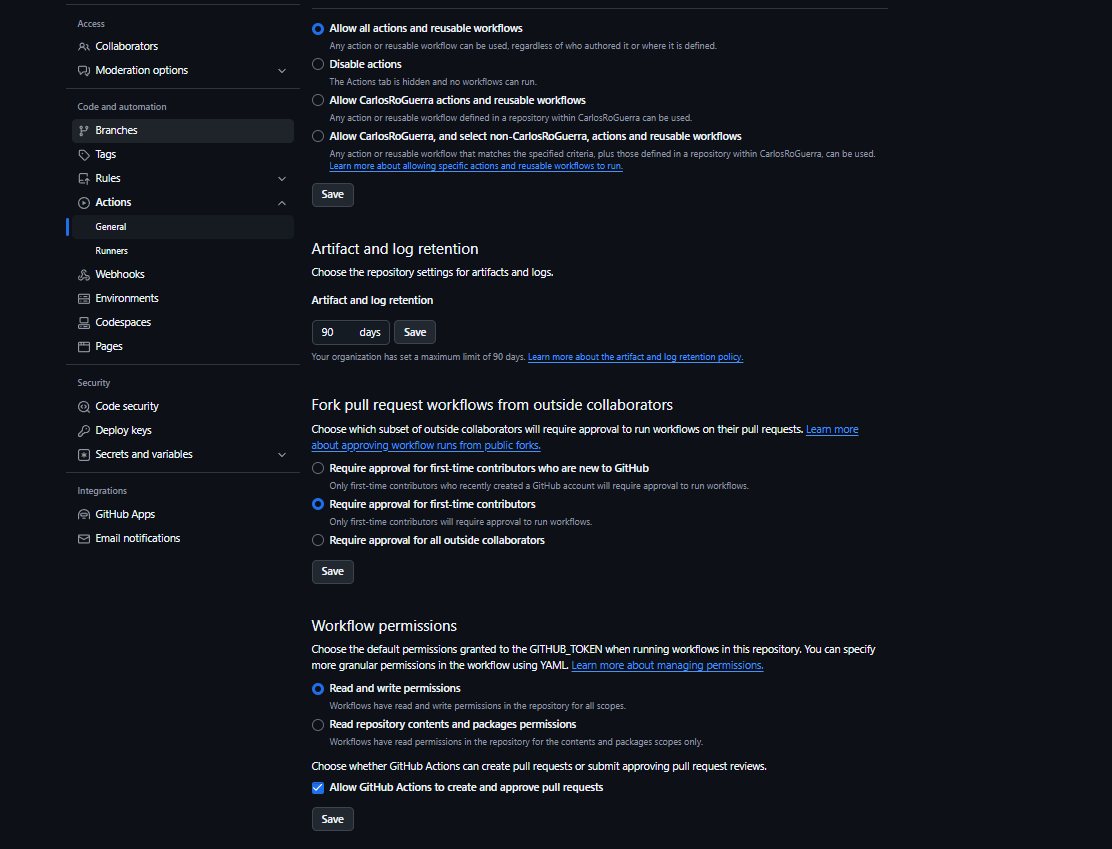 Access
Collaborators
Moderation options
Code and automation
Branches
Tags
Rules
Actions
General
Runners
Webhooks
Environments
Codespaces
Pages
Security
Code security
Deploy keys
Secrets and variables
Integrations
GitHub Apps
Email notifications
Allow all actions and reusable workflows
Any action or reusable workflow can be used, regardless of who authored it or where it is defined.
Disable actions
The Actions tab is hidden and no workflows can run.
Allow CarlosRoGuerra actions and reusable workflows
Any action or reusable workflow defined in a repository within CarlosRoGuerra can be used.
Allow CarlosRoGuerra, and select non-CarlosRoGuerra, actions and reusable workflows
Any action or reusable workflow that matches the specified criteria, plus those defined in a repository within CarlosRoGuerra, can be used.
Learn more about allowing specific actions and reusable workflows to run.
Save
Artifact and log retention
Choose the repository settings for artifacts and logs.
Artifact and log retention
90 days Save
Your organization has set a maximum limit of 90 days. Learn more about the artifact and log retention policy.
Fork pull request workflows from outside collaborators
Choose which subset of outside collaborators will require approval to run workflows on their pull requests. Learn more
about approving workflow runs from public forks.
Require approval for first-time contributors who are new to GitHub
Only first-time contributors who recently created a GitHub account will require approval to run workflows.
Require approval for first-time contributors
Only first-time contributors will require approval to run workflows.
Require approval for all outside collaborators
Save
Workflow permissions
Choose the default permissions granted to the GITHUB_TOKEN when running workflows in this repository. You can specify
more granular permissions in the workflow using YAML. Learn more about managing permissions.
Read and write permissions
Workflows have read and write permissions in the repository for all scopes.
Read repository contents and packages permissions
Workflows have read permissions in the repository for the contents and packages scopes only.
Choose whether GitHub Actions can create pull requests or submit approving pull request reviews.
Allow GitHub Actions to create and approve pull requests
Save